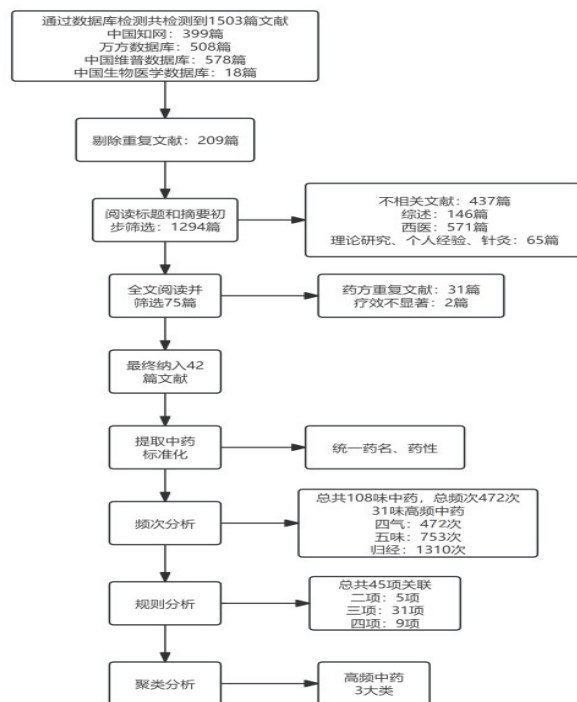 通过数据库检测共检测到1503篇文献
中国知网：399篇
万方数据库：508篇
中国维普数据库：578篇
中国生物医学数据库：18篇
剔除重复文献：209篇
阅读标题和摘要初
步筛选：1294篇
不相关文献：437篇
综述：146篇
西医：571篇
理论研究、个人经验、针灸：65篇
全文阅读并
筛选75篇
药方重复文献：31篇
疗效不显著：2篇
最终纳入42
篇文献
提取中药
标准化
统一药名、药性
频次分析
总共108味中药，总频次472次
31味高频中药
四气：472次
五味：753次
归经：1310次
规则分析
总共45项关联
二项：5项
三项：31项
四项：9项
聚类分析
高频中药
3大类